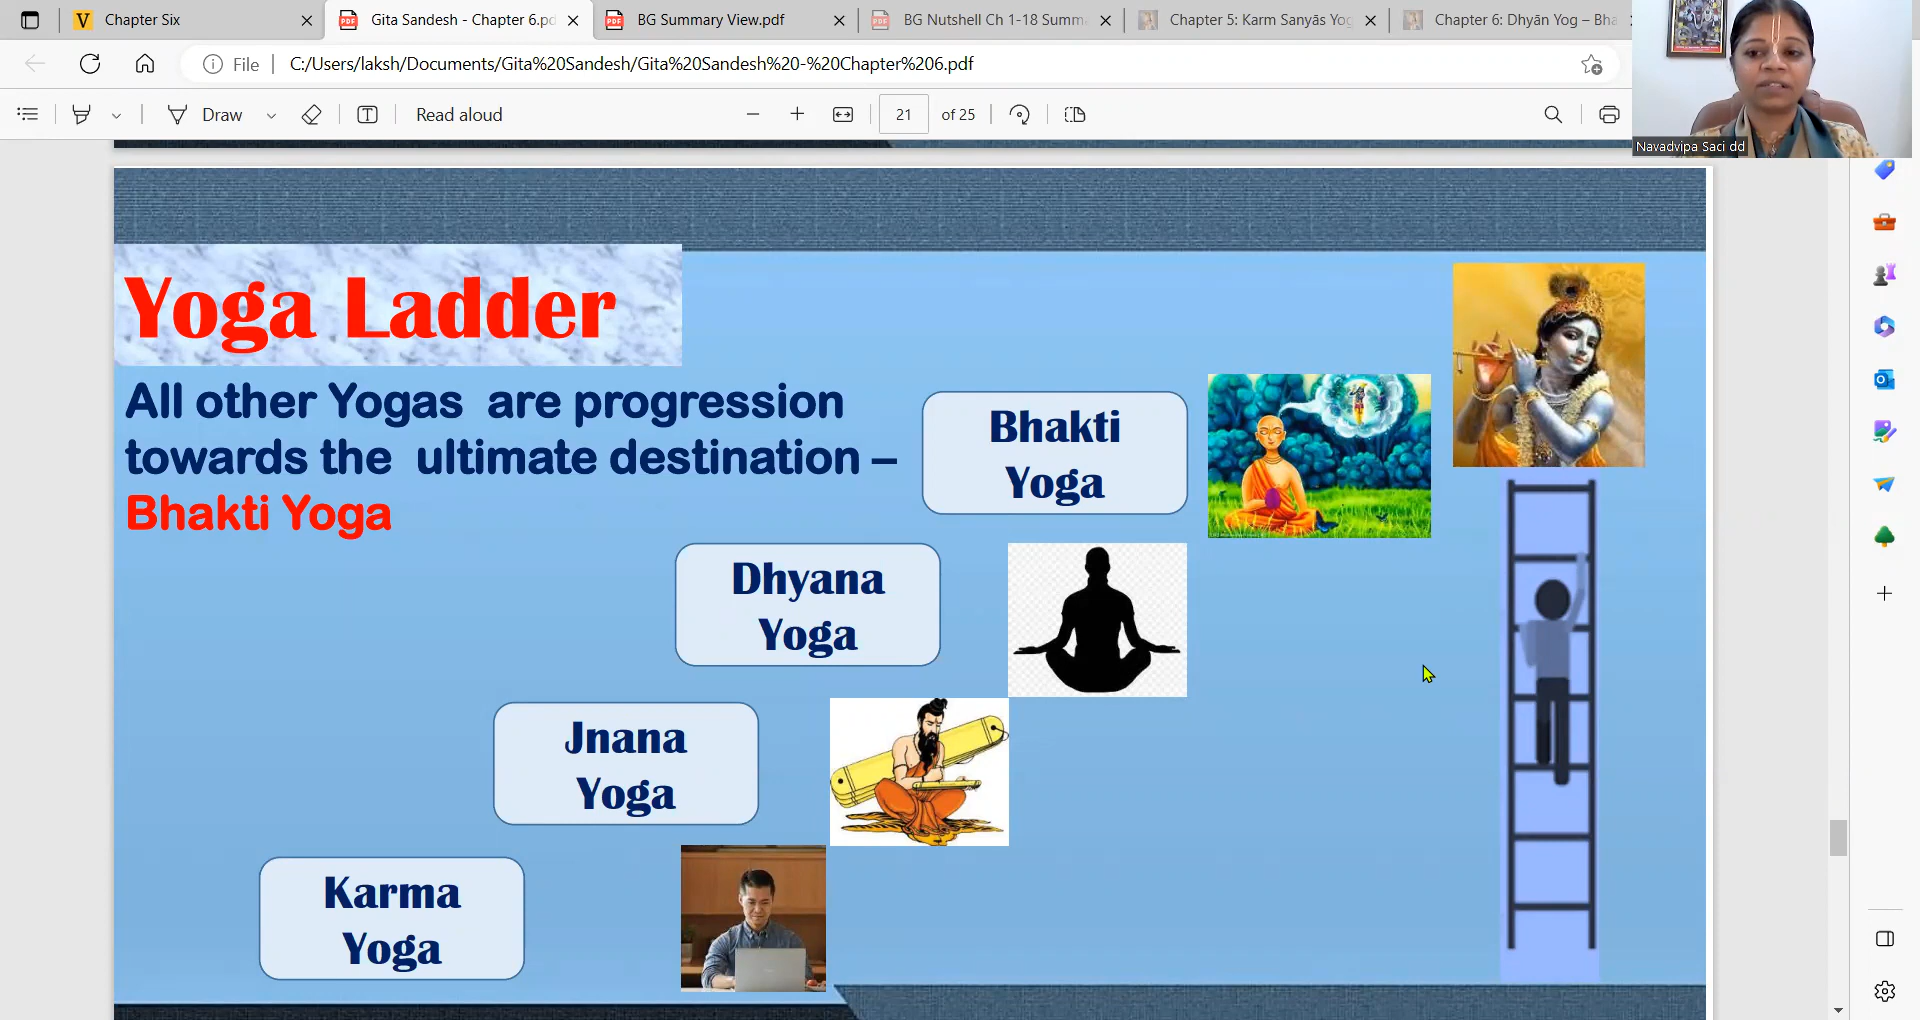 Chapter Six
Gita Sandesh - Chapter 6.pd
BG Summary View.pdf
BG Nutshell Ch 1-18 Summ
Chapter 5: Karm Sanyās Yog
Chapter 6: Dhyān Yog – Bha
File
C:/Users/laksh/Documents/Gita%20Sandesh/Gita%20Sandesh%20-%20Chapter%206.pdf
Draw
Read aloud
21 of 25
Navadvipa Saci dd
Yoga Ladder
All other Yogas are progression
towards the ultimate destination –
Bhakti Yoga
Bhakti
Yoga
Dhyana
Yoga
Jnana
Yoga
Karma
Yoga